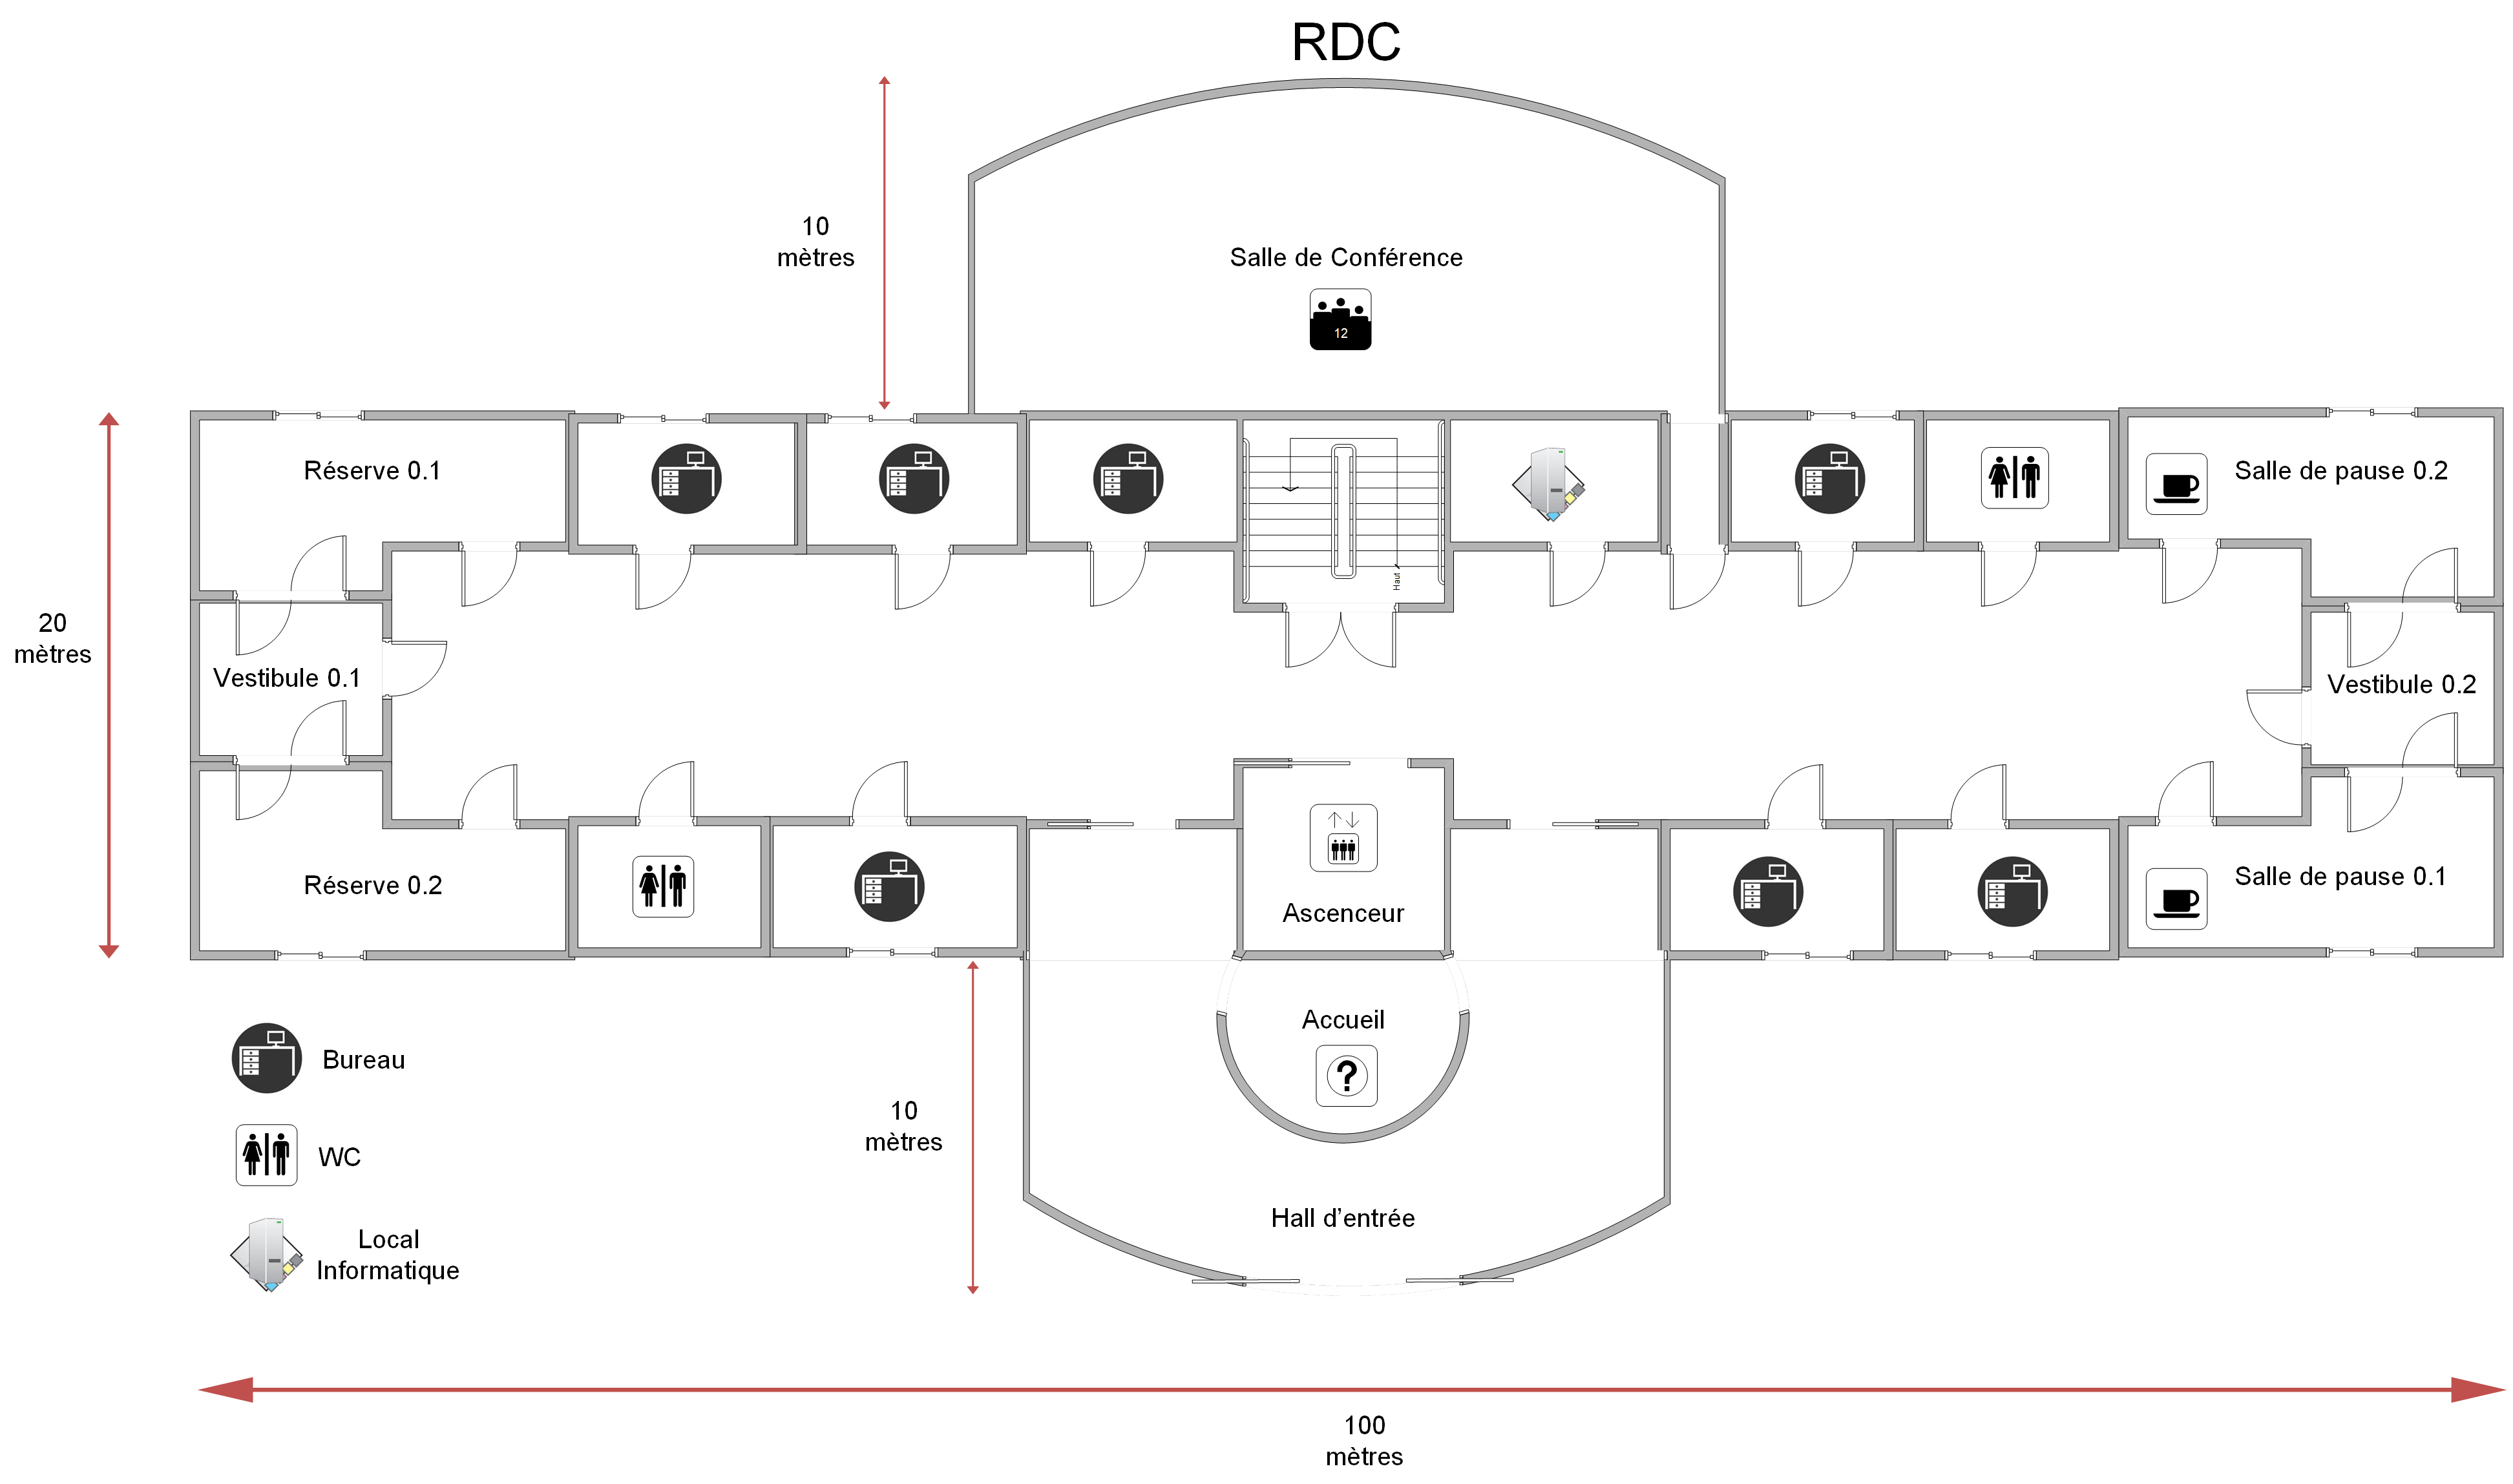 RDC
10
mètres
Salle de Conférence
12
Réserve 0.1
Salle de pause 0.2
Haut
20
mètres
Vestibule 0.1
Vestibule 0.2
Réserve 0.2
Ascenceur
Salle de pause 0.1
Accueil
?
Bureau
10
mètres
WC
Hall d’entrée
Local
Informatique
100
mètres